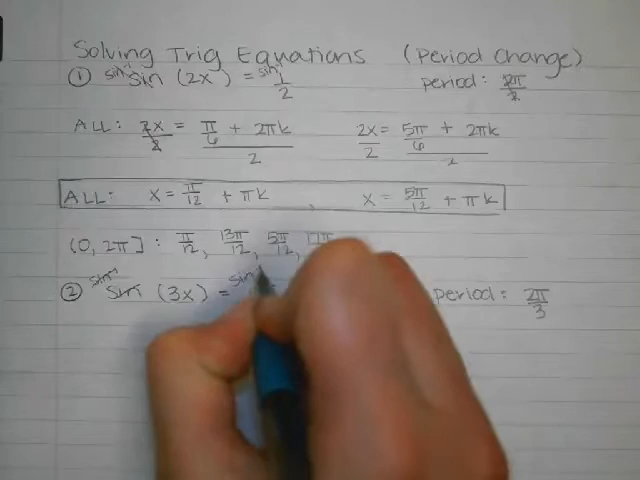 Solving Trig Equations (Period Change)
① sin⁻¹ sin (2x) = sin⁻¹ 1/2 period: 2π/2
ALL: 2x/2 = (π/6 + 2πk)/2 2x/2 = (5π/6 + 2πk)/2
ALL: x = π/12 + πk , x = 5π/12 + πk
(0, 2π] : π/12, 13π/12, 5π/12, 17π
② sin⁻¹ sin (3x) = sin period: 2π/3